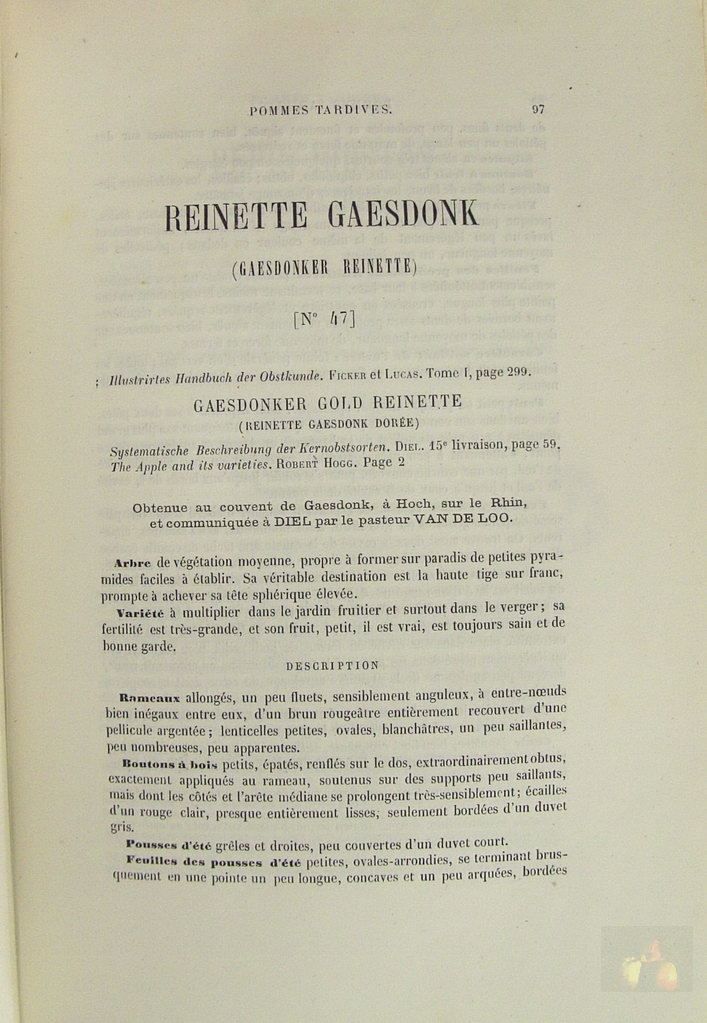 POMMES TARDIVES. 97
REINETTE GAESDONK
(GAESDONKER REINETTE)
[N° 47]
; Illustrirtes Handbuch der Obstkunde. FICKER et LUCAS. Tome I, page 299.
GAESDONKER GOLD REINETTE
(REINETTE GAESDONK DORÉE)
Systematische Beschreibung der Kernobstsorten. DIEL. 15e livraison, page 59.
The Apple and its varieties. ROBERT HOGG. Page 2
Obtenue au couvent de Gaesdonk, à Hoch, sur le Rhin,
et communiquée à DIEL par le pasteur VAN DE LOO.
Arbre de végétation moyenne, propre à former sur paradis de petites pyra-
mides faciles à établir. Sa véritable destination est la haute tige sur franc,
prompte à achever sa tête sphérique élevée.
Variété à multiplier dans le jardin fruitier et surtout dans le verger; sa
fertilité est très-grande, et son fruit, petit, il est vrai, est toujours sain et de
bonne garde.
DESCRIPTION
Rameaux allongés, un peu fluets, sensiblement anguleux, à entre-nœuds
bien inégaux entre eux, d'un brun rougeâtre entièrement recouvert d'une
pellicule argentée; lenticelles petites, ovales, blanchâtres, un peu saillantes,
peu nombreuses, peu apparentes.
Boutons à bois petits, épatés, renflés sur le dos, extraordinairement obtus,
exactement appliqués au rameau, soutenus sur des supports peu saillants,
mais dont les côtés et l'arête médiane se prolongent très-sensiblement; écailles
d'un rouge clair, presque entièrement lisses, seulement bordées d'un duvet
gris.
Pousses d'été grêles et droites, peu couvertes d'un duvet court.
Feuilles des pousses d'été petites, ovales-arrondies, se terminant brus-
quement en une pointe un peu longue, concaves et un peu arquées, bordées